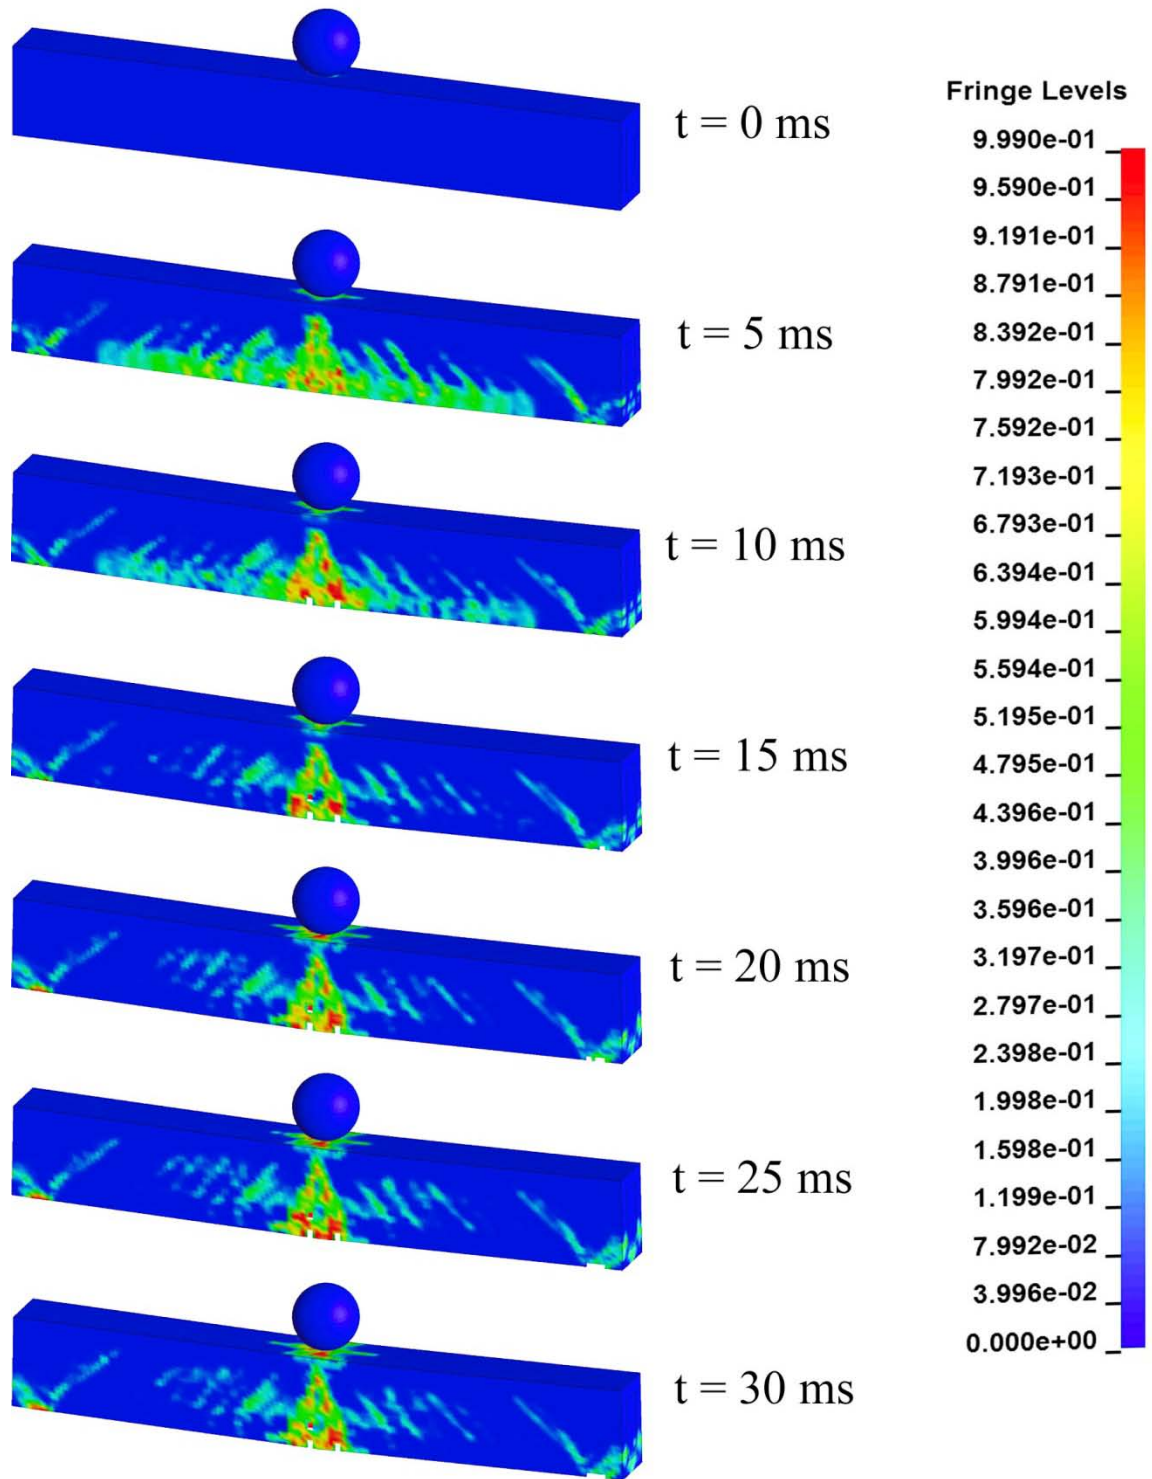 t = 0 ms
t = 5 ms
t = 10 ms
t = 15 ms
t = 20 ms
t = 25 ms
t = 30 ms
Fringe Levels
9.990e-01
9.590e-01
9.191e-01
8.791e-01
8.392e-01
7.992e-01
7.592e-01
7.193e-01
6.793e-01
6.394e-01
5.994e-01
5.594e-01
5.195e-01
4.795e-01
4.396e-01
3.996e-01
3.596e-01
3.197e-01
2.797e-01
2.398e-01
1.998e-01
1.598e-01
1.199e-01
7.992e-02
3.996e-02
0.000e+00